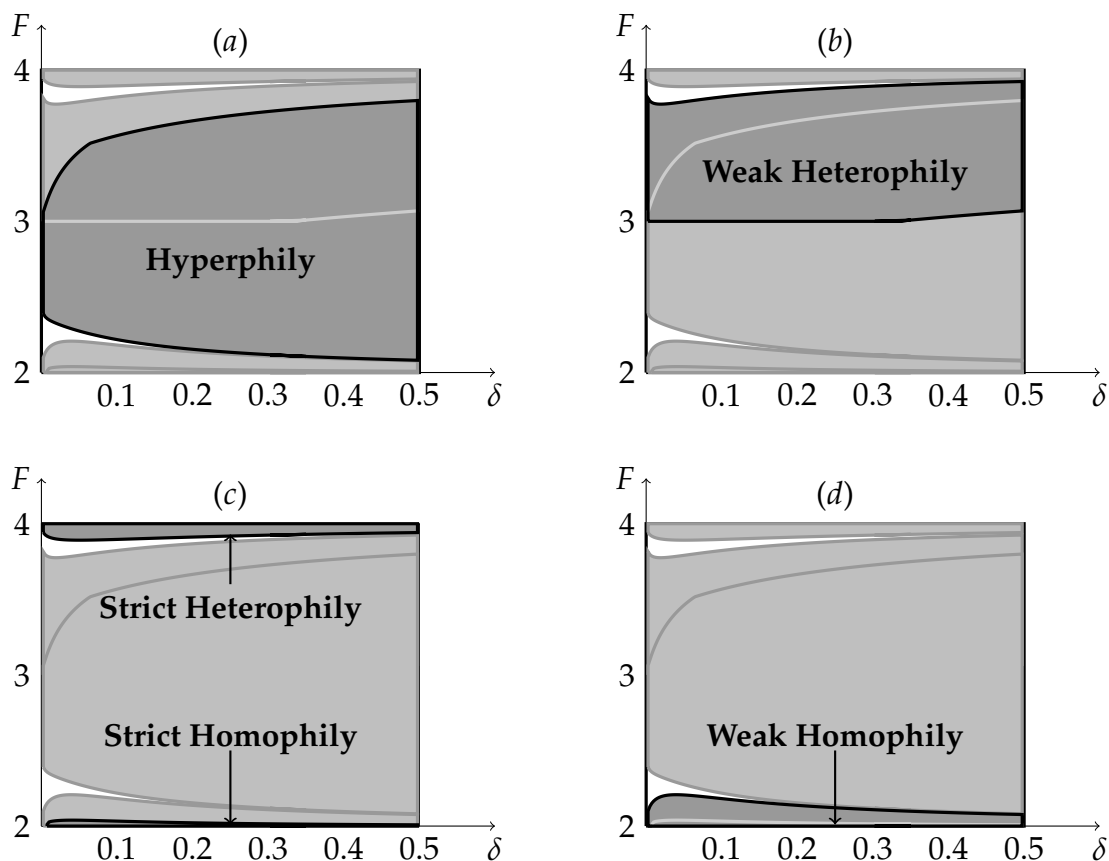 F
(a)
4
3
2
Hyperphily
0.1 0.2 0.3 0.4 0.5 δ
F
(b)
4
3
2
Weak Heterophily
0.1 0.2 0.3 0.4 0.5 δ
F
(c)
4
3
2
Strict Heterophily
Strict Homophily
0.1 0.2 0.3 0.4 0.5 δ
F
(d)
4
3
2
Weak Homophily
0.1 0.2 0.3 0.4 0.5 δ